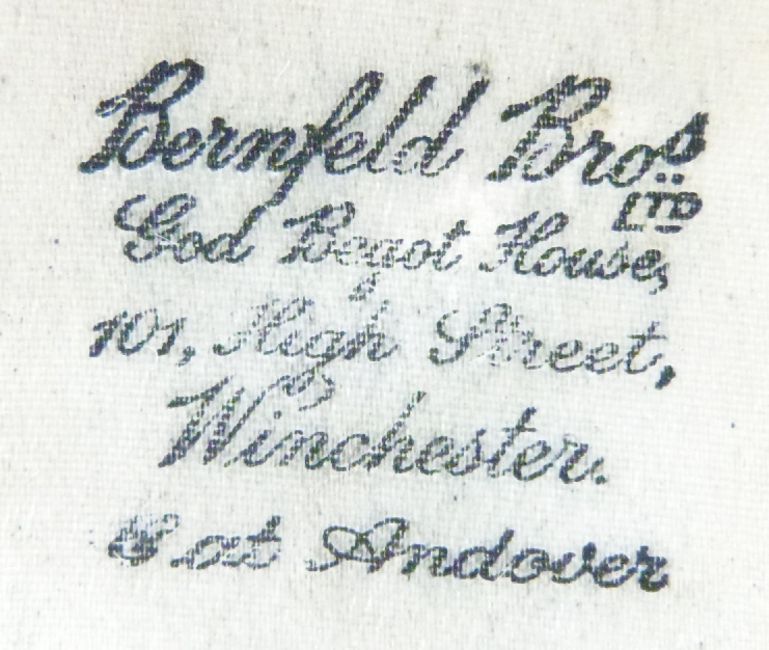 Bernfeld Bros LTD
God Begot House,
101, High Street,
Winchester.
& at Andover